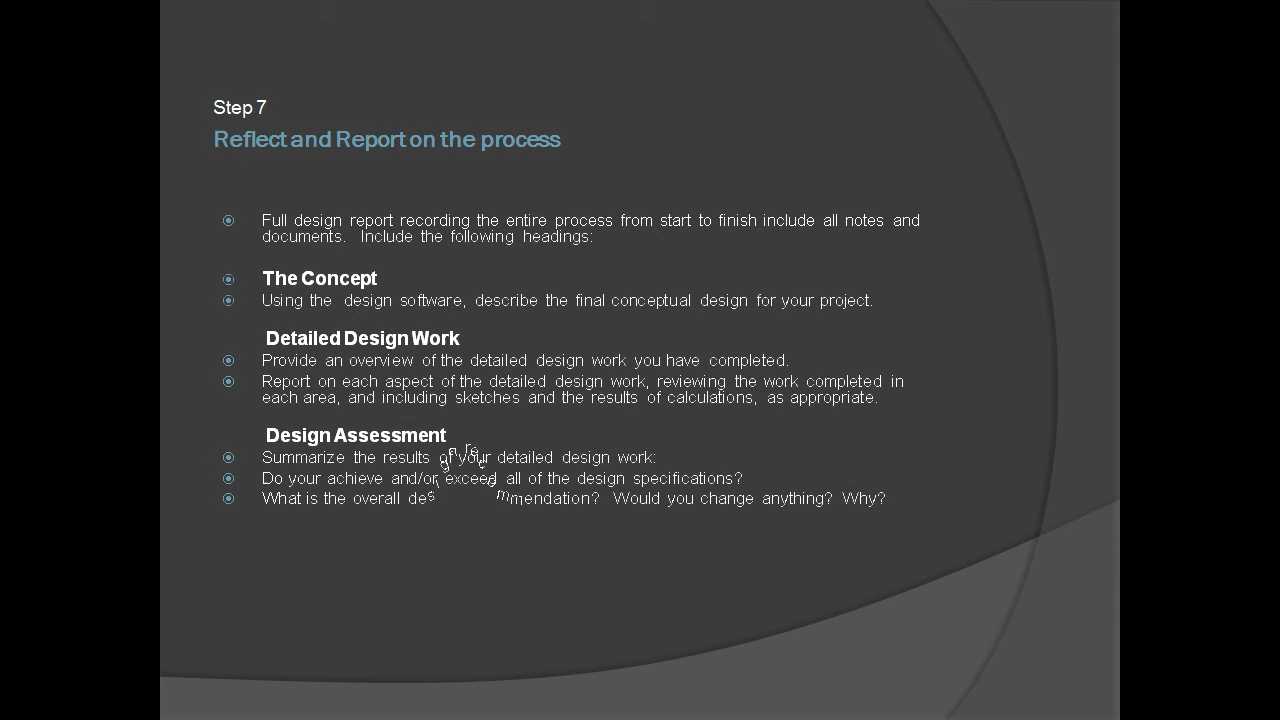 Step 7
Reflect and Report on the process
Full design report recording the entire process from start to finish include all notes and
documents. Include the following headings:
The Concept
Using the design software, describe the final conceptual design for your project.
Detailed Design Work
Provide an overview of the detailed design work you have completed.
Report on each aspect of the detailed design work, reviewing the work completed in
each area, and including sketches and the results of calculations, as appropriate.
Design Assessment
Summarize the results of your detailed design work:
Do your achieve and/or exceed all of the design specifications?
What is the overall design recommendation? Would you change anything? Why?